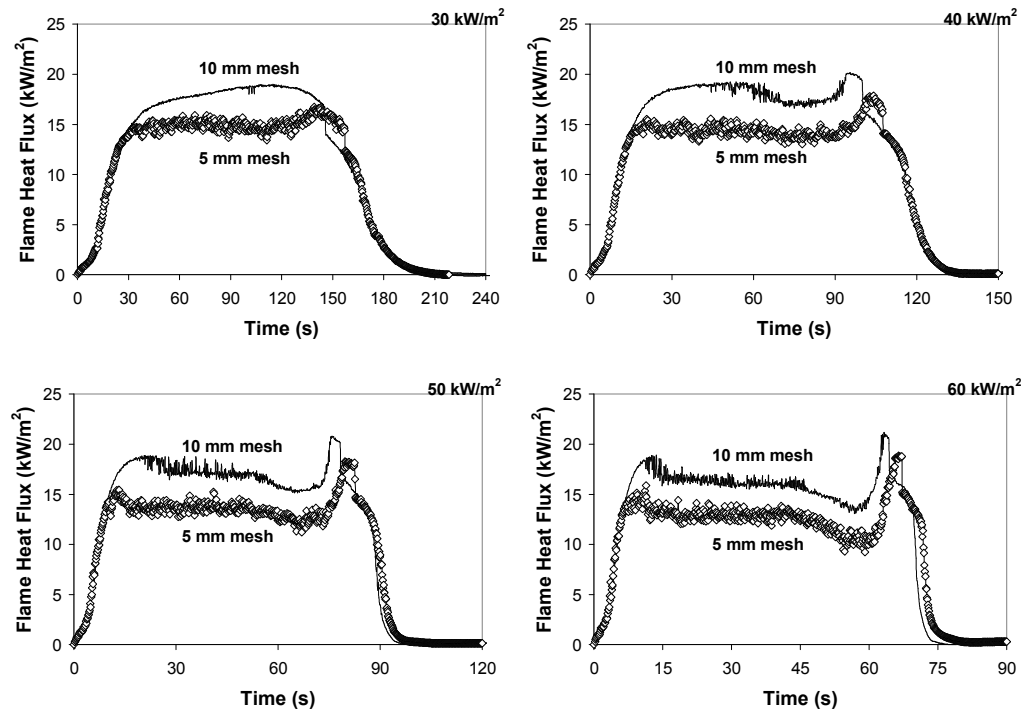 30 kW/m²
Flame Heat Flux (kW/m²)
25
20
15
10
5
0
10 mm mesh
5 mm mesh
0 30 60 90 120 150 180 210 240
Time (s)
40 kW/m²
Flame Heat Flux (kW/m²)
25
20
15
10
5
0
10 mm mesh
5 mm mesh
0 30 60 90 120 150
Time (s)
50 kW/m²
Flame Heat Flux (kW/m²)
25
20
15
10
5
0
10 mm mesh
5 mm mesh
0 30 60 90 120
Time (s)
60 kW/m²
Flame Heat Flux (kW/m²)
25
20
15
10
5
0
10 mm mesh
5 mm mesh
0 15 30 45 60 75 90
Time (s)